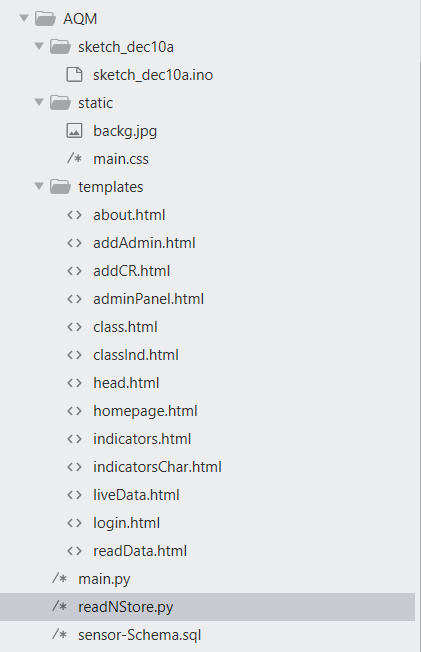 AQM
sketch_dec10a
sketch_dec10a.ino
static
backg.jpg
/* main.css
templates
<> about.html
<> addAdmin.html
<> addCR.html
<> adminPanel.html
<> class.html
<> classInd.html
<> head.html
<> homepage.html
<> indicators.html
<> indicatorsChar.html
<> liveData.html
<> login.html
<> readData.html
/* main.py
/* readNStore.py
/* sensor-Schema.sql